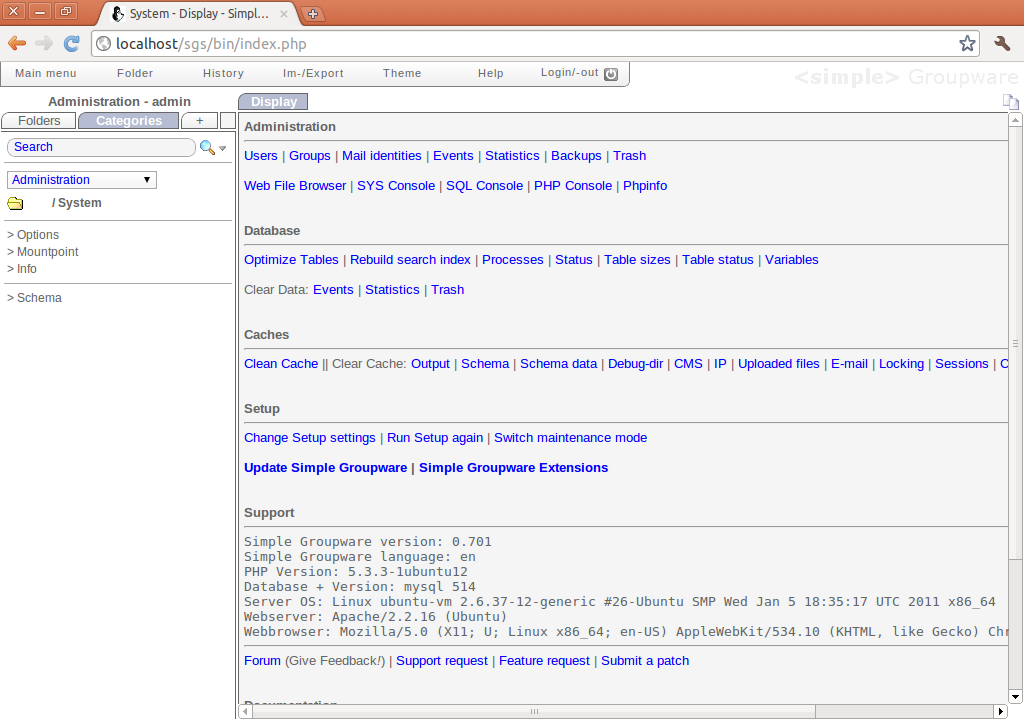 System - Display - Simpl...
localhost/sgs/bin/index.php
Main menu Folder History Im-/Export Theme Help Login/-out
<simple> Groupware
Administration - admin
Display
Folders Categories +
Search
Administration
/ System
> Options
> Mountpoint
> Info
> Schema
Administration
Users | Groups | Mail identities | Events | Statistics | Backups | Trash
Web File Browser | SYS Console | SQL Console | PHP Console | Phpinfo
Database
Optimize Tables | Rebuild search index | Processes | Status | Table sizes | Table status | Variables
Clear Data: Events | Statistics | Trash
Caches
Clean Cache || Clear Cache: Output | Schema | Schema data | Debug-dir | CMS | IP | Uploaded files | E-mail | Locking | Sessions |
Setup
Change Setup settings | Run Setup again | Switch maintenance mode
Update Simple Groupware | Simple Groupware Extensions
Support
Simple Groupware version: 0.701
Simple Groupware language: en
PHP Version: 5.3.3-1ubuntu12
Database + Version: mysql 514
Server OS: Linux ubuntu-vm 2.6.37-12-generic #26-Ubuntu SMP Wed Jan 5 18:35:17 UTC 2011 x86_64
Webserver: Apache/2.2.16 (Ubuntu)
Webbrowser: Mozilla/5.0 (X11; U; Linux x86_64; en-US) AppleWebKit/534.10 (KHTML, like Gecko)
Forum (Give Feedback!) | Support request | Feature request | Submit a patch